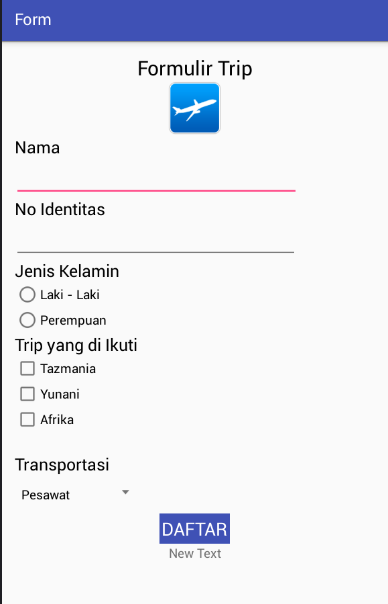 Form
Formulir Trip
Nama
No Identitas
Jenis Kelamin
Laki - Laki
Perempuan
Trip yang di Ikuti
Tazmania
Yunani
Afrika
Transportasi
Pesawat
DAFTAR
New Text